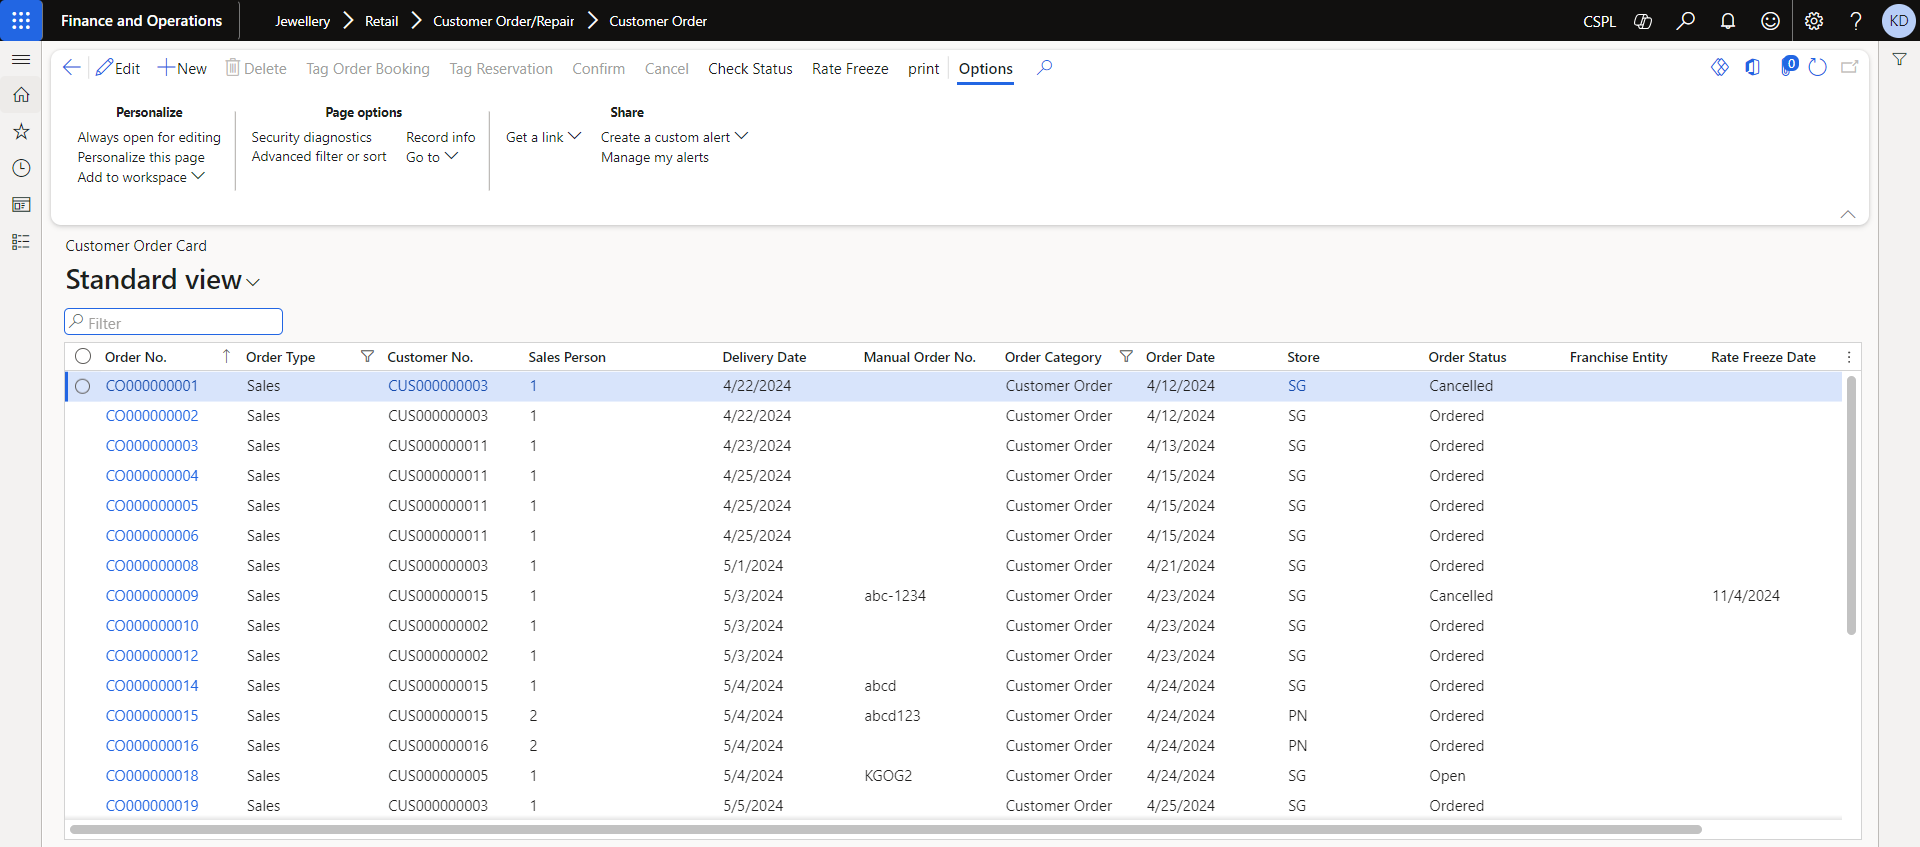 Finance and Operations Jewellery Retail Customer Order/Repair Customer Order CSPL KD
Edit New Delete Tag Order Booking Tag Reservation Confirm Cancel Check Status Rate Freeze print Options 0
Personalize Page options Share
Always open for editing Security diagnostics Record info Get a link Create a custom alert
Personalize this page Advanced filter or sort Go to Manage my alerts
Add to workspace
Customer Order Card
Standard view
Filter
Order No. Order Type Customer No. Sales Person Delivery Date Manual Order No. Order Category Order Date Store Order Status Franchise Entity Rate Freeze Date
CO000000001 Sales CUS000000003 1 4/22/2024 Customer Order 4/12/2024 SG Cancelled
CO000000002 Sales CUS000000003 1 4/22/2024 Customer Order 4/12/2024 SG Ordered
CO000000003 Sales CUS000000011 1 4/23/2024 Customer Order 4/13/2024 SG Ordered
CO000000004 Sales CUS000000011 1 4/25/2024 Customer Order 4/15/2024 SG Ordered
CO000000005 Sales CUS000000011 1 4/25/2024 Customer Order 4/15/2024 SG Ordered
CO000000006 Sales CUS000000011 1 4/25/2024 Customer Order 4/15/2024 SG Ordered
CO000000008 Sales CUS000000003 1 5/1/2024 Customer Order 4/21/2024 SG Ordered
CO000000009 Sales CUS000000015 1 5/3/2024 abc-1234 Customer Order 4/23/2024 SG Cancelled 11/4/2024
CO000000010 Sales CUS000000002 1 5/3/2024 Customer Order 4/23/2024 SG Ordered
CO000000012 Sales CUS000000002 1 5/3/2024 Customer Order 4/23/2024 SG Ordered
CO000000014 Sales CUS000000015 1 5/4/2024 abcd Customer Order 4/24/2024 SG Ordered
CO000000015 Sales CUS000000015 2 5/4/2024 abcd123 Customer Order 4/24/2024 PN Ordered
CO000000016 Sales CUS000000016 2 5/4/2024 Customer Order 4/24/2024 PN Ordered
CO000000018 Sales CUS000000005 1 5/4/2024 KGOG2 Customer Order 4/24/2024 SG Open
CO000000019 Sales CUS000000003 1 5/5/2024 Customer Order 4/25/2024 SG Ordered